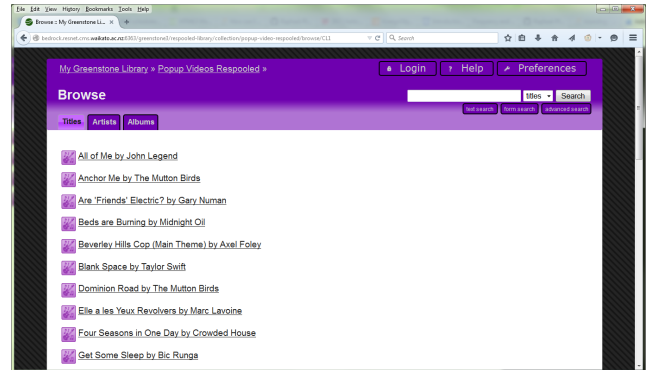 File Edit View History Bookmarks Tools Help
Browse :: My Greenstone Li... × +
bedrock.resnet.cms.waikato.ac.nz:8383/greenstone3/respooled-library/collection/popup-video-respooled/browse/CL1
Search
My Greenstone Library » Popup Videos Respooled »
Login ? Help Preferences
Browse
titles Search
text search form search advanced search
Titles Artists Albums
All of Me by John Legend
Anchor Me by The Mutton Birds
Are 'Friends' Electric? by Gary Numan
Beds are Burning by Midnight Oil
Beverley Hills Cop (Main Theme) by Axel Foley
Blank Space by Taylor Swift
Dominion Road by The Mutton Birds
Elle a les Yeux Revolvers by Marc Lavoine
Four Seasons in One Day by Crowded House
Get Some Sleep by Bic Runga